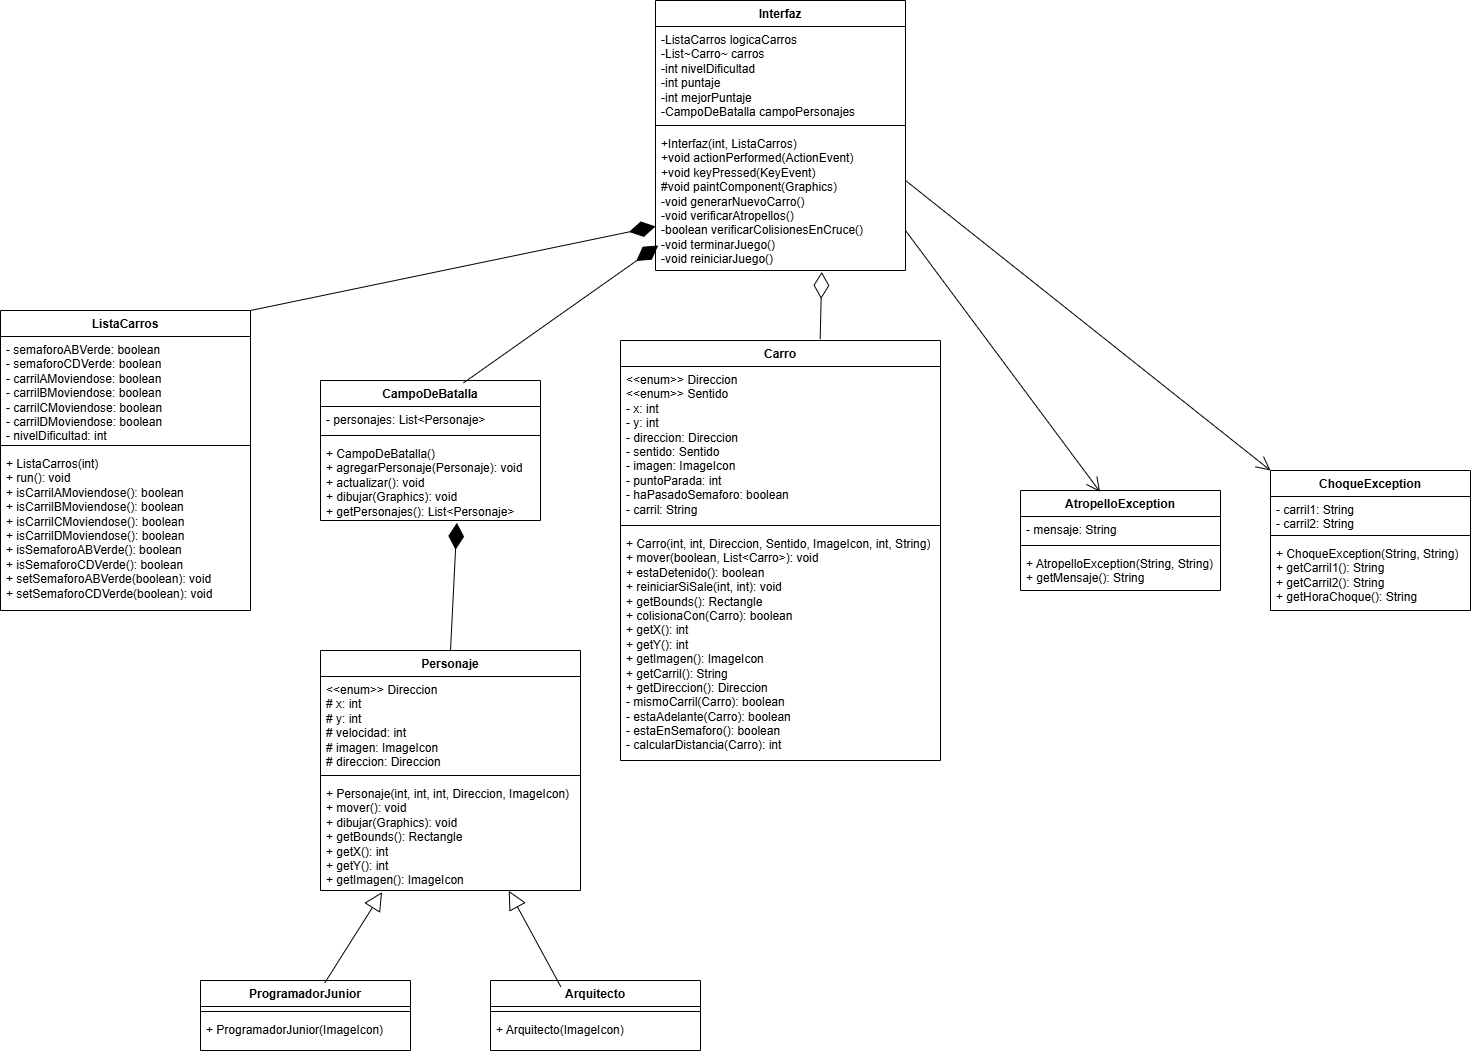 Interfaz
-ListaCarros logicaCarros
-List~Carro~ carros
-int nivelDificultad
-int puntaje
-int mejorPuntaje
-CampoDeBatalla campoPersonajes
+Interfaz(int, ListaCarros)
+void actionPerformed(ActionEvent)
+void keyPressed(KeyEvent)
#void paintComponent(Graphics)
-void generarNuevoCarro()
-void verificarAtropellos()
-boolean verificarColisionesEnCruce()
-void terminarJuego()
-void reiniciarJuego()
ListaCarros
- semaforoABVerde: boolean
- semaforoCDVerde: boolean
- carrilAMoviendose: boolean
- carrilBMoviendose: boolean
- carrilCMoviendose: boolean
- carrilDMoviendose: boolean
- nivelDificultad: int
+ ListaCarros(int)
+ run(): void
+ isCarrilAMoviendose(): boolean
+ isCarrilBMoviendose(): boolean
+ isCarrilCMoviendose(): boolean
+ isCarrilDMoviendose(): boolean
+ isSemaforoABVerde(): boolean
+ isSemaforoCDVerde(): boolean
+ setSemaforoABVerde(boolean): void
+ setSemaforoCDVerde(boolean): void
CampoDeBatalla
- personajes: List<Personaje>
+ CampoDeBatalla()
+ agregarPersonaje(Personaje): void
+ actualizar(): void
+ dibujar(Graphics): void
+ getPersonajes(): List<Personaje>
Carro
<<enum>> Direccion
<<enum>> Sentido
- x: int
- y: int
- direccion: Direccion
- sentido: Sentido
- imagen: ImageIcon
- puntoParada: int
- haPasadoSemaforo: boolean
- carril: String
+ Carro(int, int, Direccion, Sentido, ImageIcon, int, String)
+ mover(boolean, List<Carro>): void
+ estaDetenido(): boolean
+ reiniciarSiSale(int, int): void
+ getBounds(): Rectangle
+ colisionaCon(Carro): boolean
+ getX(): int
+ getY(): int
+ getImagen(): ImageIcon
+ getCarril(): String
+ getDireccion(): Direccion
- mismoCarril(Carro): boolean
- estaAdelante(Carro): boolean
- estaEnSemaforo(): boolean
- calcularDistancia(Carro): int
AtropelloException
- mensaje: String
+ AtropelloException(String, String)
+ getMensaje(): String
ChoqueException
- carril1: String
- carril2: String
+ ChoqueException(String, String)
+ getCarril1(): String
+ getCarril2(): String
+ getHoraChoque(): String
Personaje
<<enum>> Direccion
# x: int
# y: int
# velocidad: int
# imagen: ImageIcon
# direccion: Direccion
+ Personaje(int, int, int, Direccion, ImageIcon)
+ mover(): void
+ dibujar(Graphics): void
+ getBounds(): Rectangle
+ getX(): int
+ getY(): int
+ getImagen(): ImageIcon
ProgramadorJunior
+ ProgramadorJunior(ImageIcon)
Arquitecto
+ Arquitecto(ImageIcon)